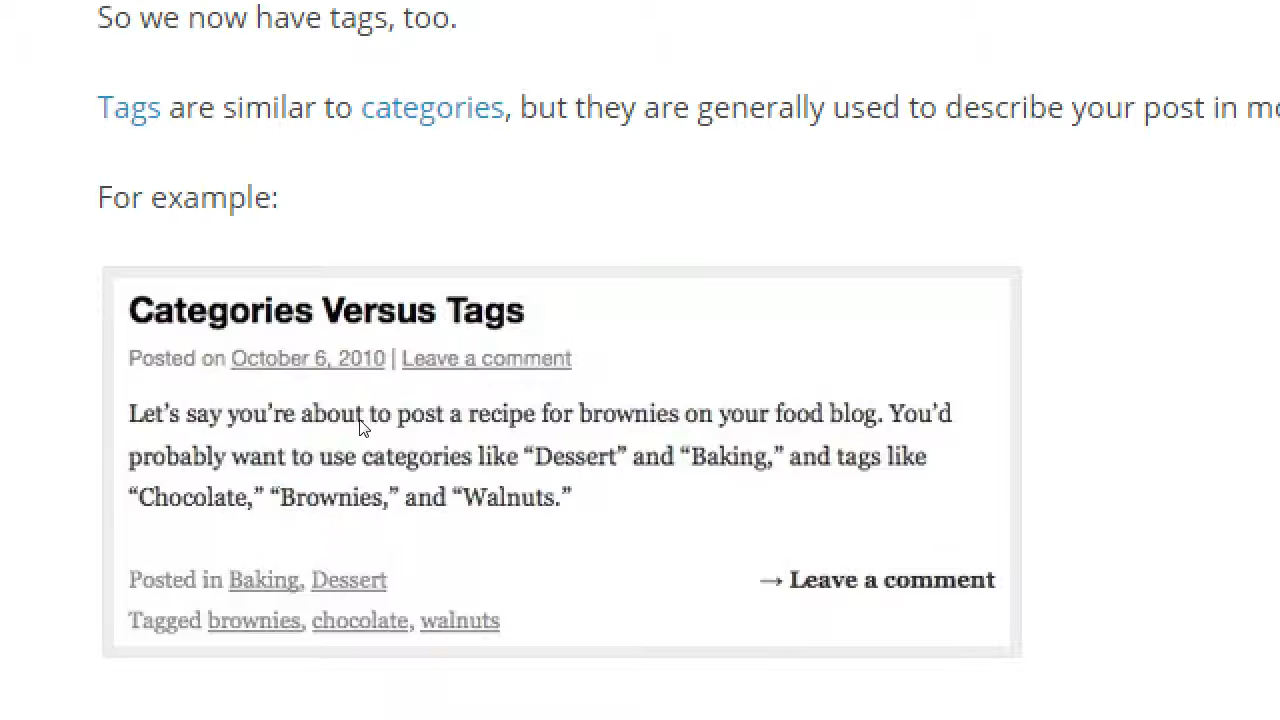 So we now have tags, too.
Tags are similar to categories, but they are generally used to describe your post in
For example:
Categories Versus Tags
Posted on October 6, 2010 | Leave a comment
Let’s say you’re about to post a recipe for brownies on your food blog. You’d
probably want to use categories like “Dessert” and “Baking,” and tags like
“Chocolate,” “Brownies,” and “Walnuts.”
Posted in Baking, Dessert
→ Leave a comment
Tagged brownies, chocolate, walnuts